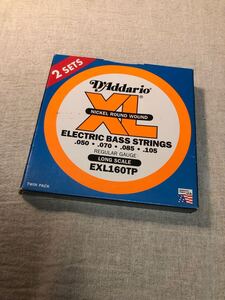 2 SETS
D'Addario®
XL
NICKEL ROUND WOUND
ELECTRIC BASS STRINGS
.050 • .070 • .085 • .105
REGULAR GAUGE
LONG SCALE
EXL160TP
TWIN PACK